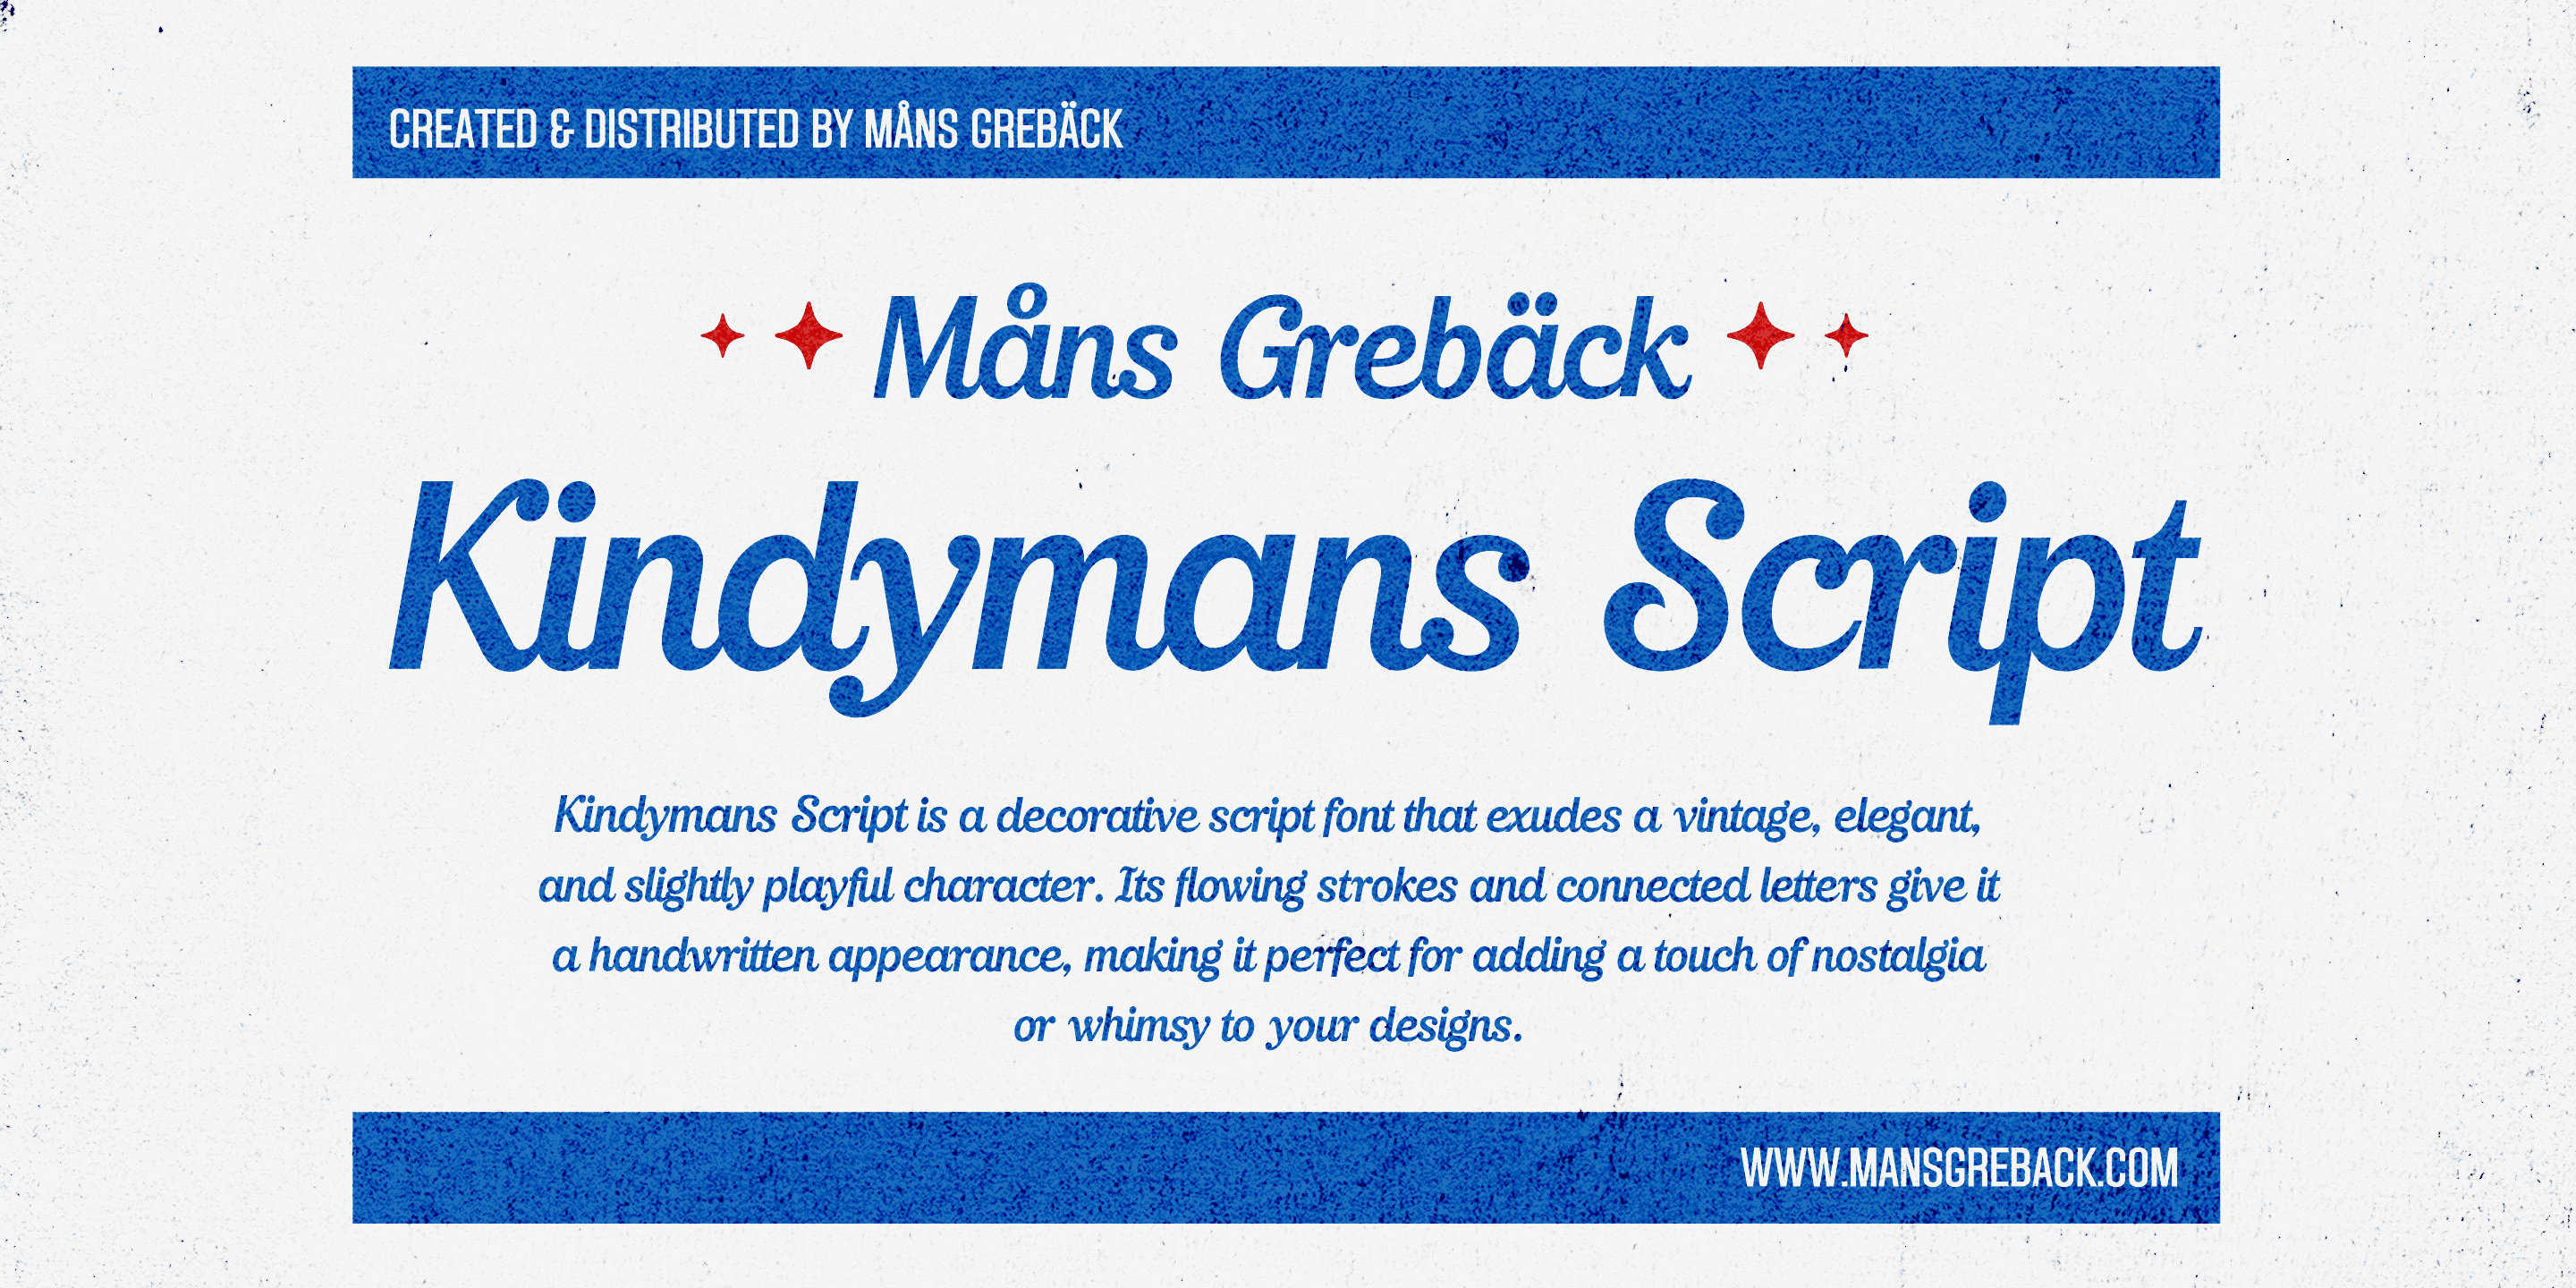 CREATED & DISTRIBUTED BY MÅNS GREBÄCK
Måns Grebäck
Kindymans Script
Kindymans Script is a decorative script font that exudes a vintage, elegant,
and slightly playful character. Its flowing strokes and connected letters give it
a handwritten appearance, making it perfect for adding a touch of nostalgia
or whimsy to your designs.
WWW.MANSGREBACK.COM